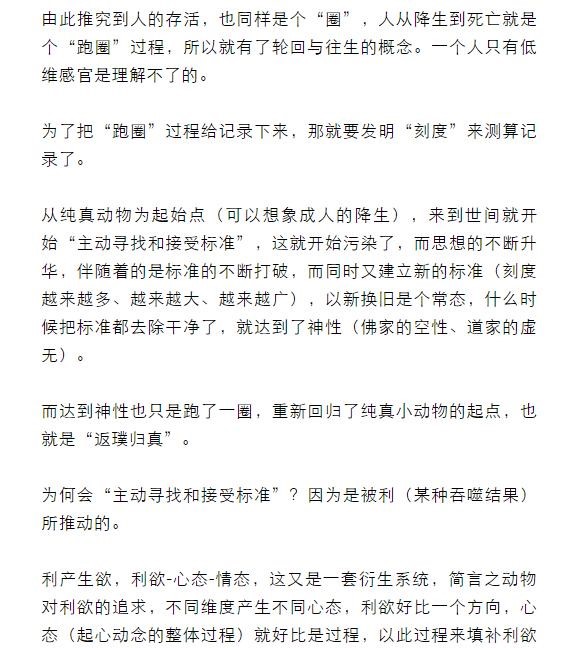 由此推究到人的存活，也同样是个“圈”，人从降生到死亡就是
个“跑圈”过程，所以就有了轮回与往生的概念。一个人只有低
维感官是理解不了的。
为了把“跑圈”过程给记录下来，那就要发明“刻度”来测算记
录了。
从纯真动物为起始点（可以想象成人的降生），来到世间就开
始“主动寻找和接受标准”，这就开始污染了，而思想的不断升
华，伴随着的是标准的不断打破，而同时又建立新的标准（刻度
越来越多、越来越大、越来越广），以新换旧是个常态，什么时
候把标准都去除干净了，就达到了神性（佛家的空性、道家的虚
无）。
而达到神性也只是跑了一圈，重新回归了纯真小动物的起点，也
就是“返璞归真”。
为何会“主动寻找和接受标准”？因为是被利（某种吞噬结果）
所推动的。
利产生欲，利欲-心态-情态，这又是一套衍生系统，简言之动物
对利欲的追求，不同维度产生不同心态，利欲好比一个方向，心
态（起心动念的整体过程）就好比是过程，以此过程来填补利欲